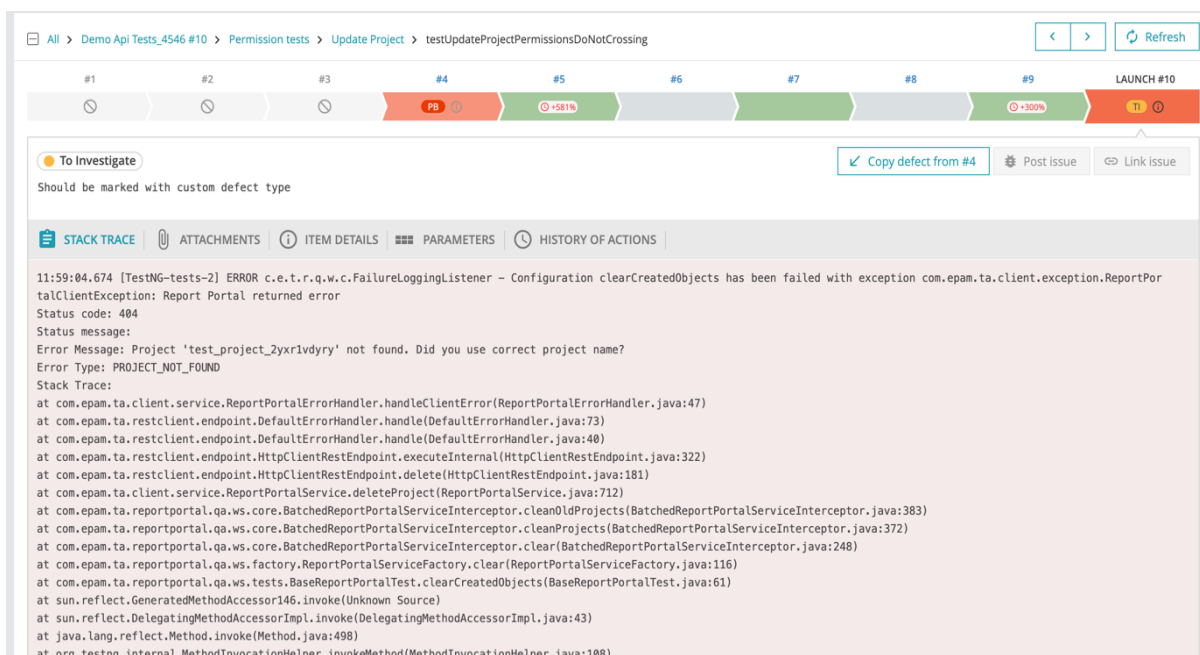 All > Demo Api Tests_4546 #10 > Permission tests > Update Project > testUpdateProjectPermissionsDoNotCrossing
< > Refresh
#1 #2 #3 #4 #5 #6 #7 #8 #9 LAUNCH #10
PB +581% +300% TI
To Investigate
Copy defect from #4 Post issue Link issue
Should be marked with custom defect type
STACK TRACE ATTACHMENTS ITEM DETAILS PARAMETERS HISTORY OF ACTIONS
11:59:04.674 [TestNG-tests-2] ERROR c.e.t.r.q.w.c.FailureLoggingListener – Configuration clearCreatedObjects has been failed with exception com.epam.ta.client.exception.ReportPor
talClientException: Report Portal returned error
Status code: 404
Status message:
Error Message: Project 'test_project_2yxr1vdyry' not found. Did you use correct project name?
Error Type: PROJECT_NOT_FOUND
Stack Trace:
at com.epam.ta.client.service.ReportPortalErrorHandler.handleClientError(ReportPortalErrorHandler.java:47)
at com.epam.ta.restclient.endpoint.DefaultErrorHandler.handle(DefaultErrorHandler.java:73)
at com.epam.ta.restclient.endpoint.DefaultErrorHandler.handle(DefaultErrorHandler.java:40)
at com.epam.ta.restclient.endpoint.HttpClientRestEndpoint.executeInternal(HttpClientRestEndpoint.java:322)
at com.epam.ta.restclient.endpoint.HttpClientRestEndpoint.delete(HttpClientRestEndpoint.java:181)
at com.epam.ta.client.service.ReportPortalService.deleteProject(ReportPortalService.java:712)
at com.epam.ta.reportportal.qa.ws.core.BatchedReportPortalServiceInterceptor.cleanOldProjects(BatchedReportPortalServiceInterceptor.java:383)
at com.epam.ta.reportportal.qa.ws.core.BatchedReportPortalServiceInterceptor.cleanProjects(BatchedReportPortalServiceInterceptor.java:372)
at com.epam.ta.reportportal.qa.ws.core.BatchedReportPortalServiceInterceptor.clear(BatchedReportPortalServiceInterceptor.java:248)
at com.epam.ta.reportportal.qa.ws.factory.ReportPortalServiceFactory.clear(ReportPortalServiceFactory.java:116)
at com.epam.ta.reportportal.qa.ws.tests.BaseReportPortalTest.clearCreatedObjects(BaseReportPortalTest.java:61)
at sun.reflect.GeneratedMethodAccessor146.invoke(Unknown Source)
at sun.reflect.DelegatingMethodAccessorImpl.invoke(DelegatingMethodAccessorImpl.java:43)
at java.lang.reflect.Method.invoke(Method.java:498)
at org.testng.internal.MethodInvocationHelper.invokeMethod(MethodInvocationHelper.java:108)